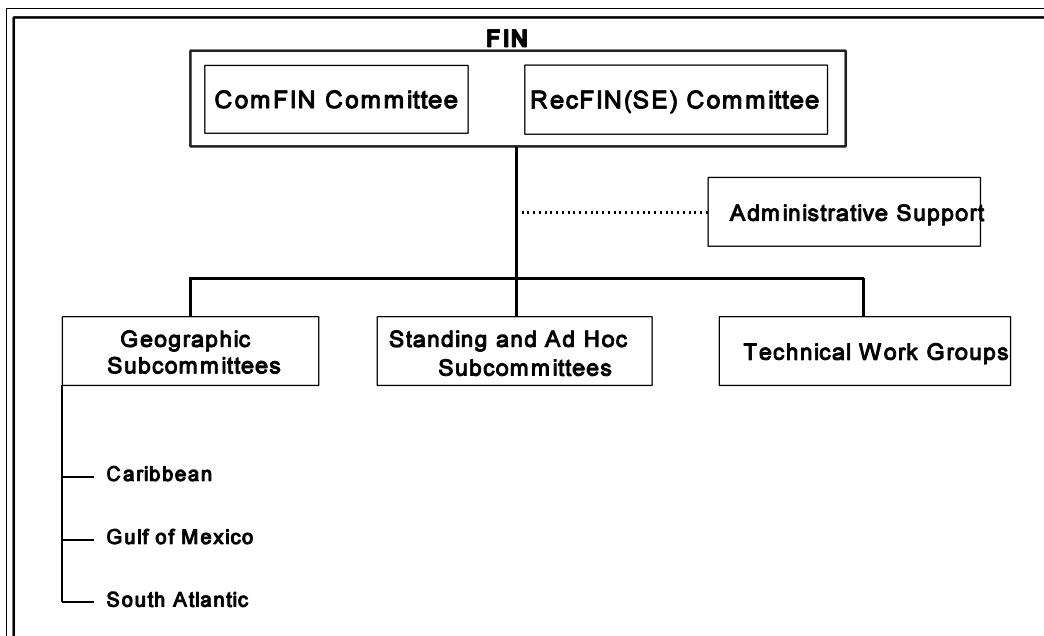 FIN
ComFIN Committee
RecFIN(SE) Committee
Administrative Support
Geographic
Subcommittees
Standing and Ad Hoc
Subcommittees
Technical Work Groups
Caribbean
Gulf of Mexico
South Atlantic